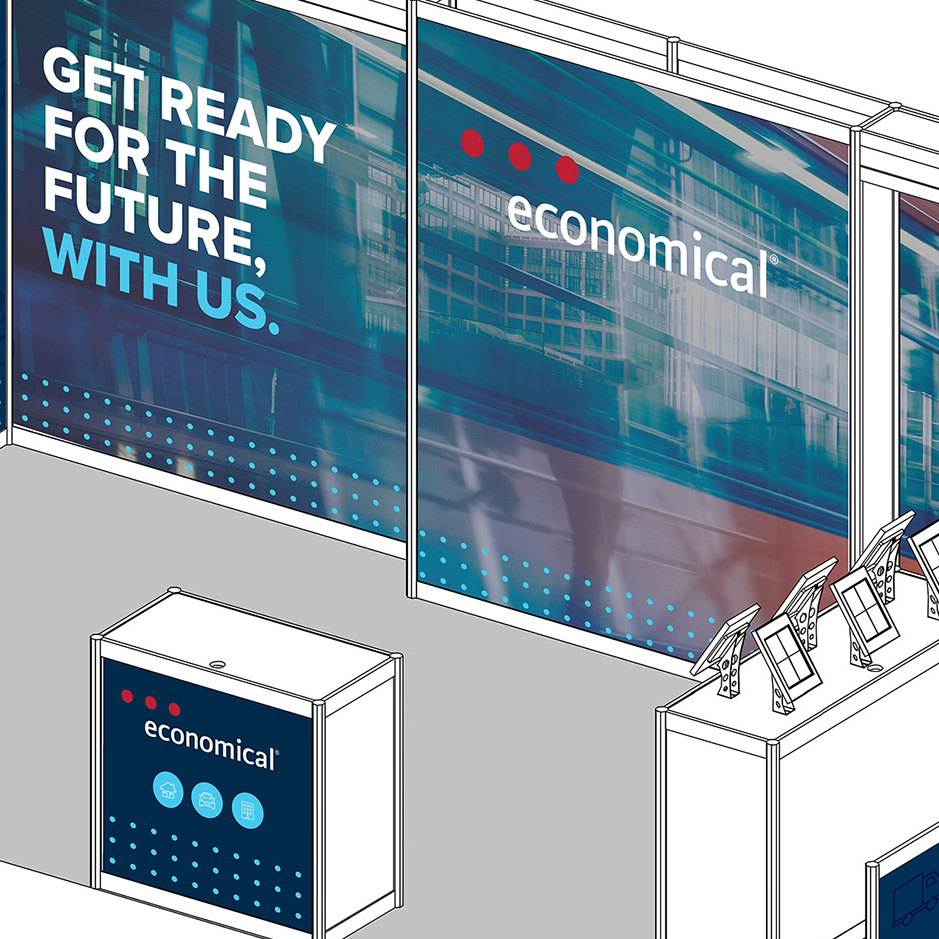 GET READY
FOR THE
FUTURE,
WITH US.
economical®
economical®